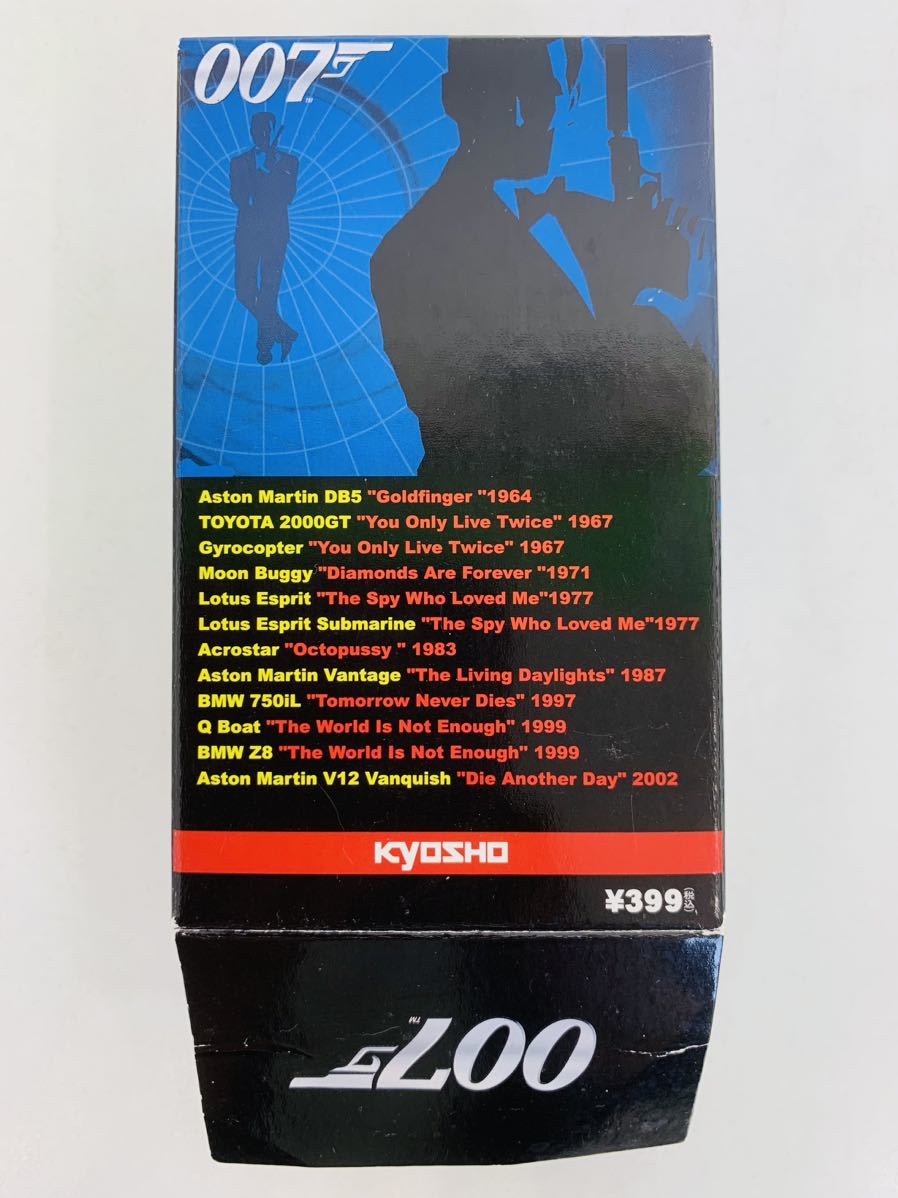 007
TM
Aston Martin DB5 "Goldfinger "1964
TOYOTA 2000GT "You Only Live Twice" 1967
Gyrocopter "You Only Live Twice" 1967
Moon Buggy "Diamonds Are Forever "1971
Lotus Esprit "The Spy Who Loved Me"1977
Lotus Esprit Submarine "The Spy Who Loved Me"1977
Acrostar "Octopussy " 1983
Aston Martin Vantage "The Living Daylights" 1987
BMW 750iL "Tomorrow Never Dies" 1997
Q Boat "The World Is Not Enough" 1999
BMW Z8 "The World Is Not Enough" 1999
Aston Martin V12 Vanquish "Die Another Day" 2002
KYOSHO
¥399(税込)
007
TM